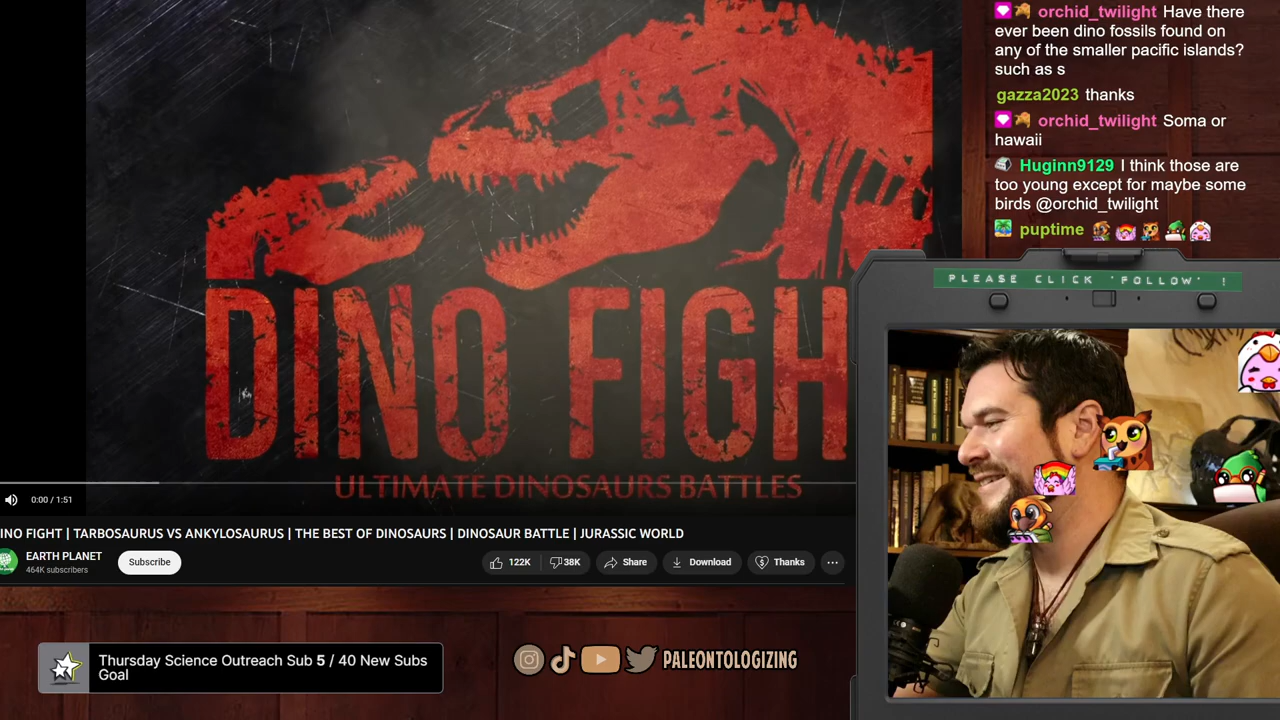 orchid_twilight Have there
ever been dino fossils found on
any of the smaller pacific islands?
such as s
gazza2023 thanks
orchid_twilight Soma or
hawaii
Huginn9129 I think those are
too young except for maybe some
birds @orchid_twilight
puptime
PLEASE CLICK "FOLLOW" !
DINO FIGH
ULTIMATE DINOSAURS BATTLES
0:00 / 1:51
INO FIGHT | TARBOSAURUS VS ANKYLOSAURUS | THE BEST OF DINOSAURS | DINOSAUR BATTLE | JURASSIC WORLD
EARTH PLANET
464K subscribers
Subscribe
122K
38K
Share
Download
Thanks
Thursday Science Outreach Sub 5 / 40 New Subs
Goal
PALEONTOLOGIZING